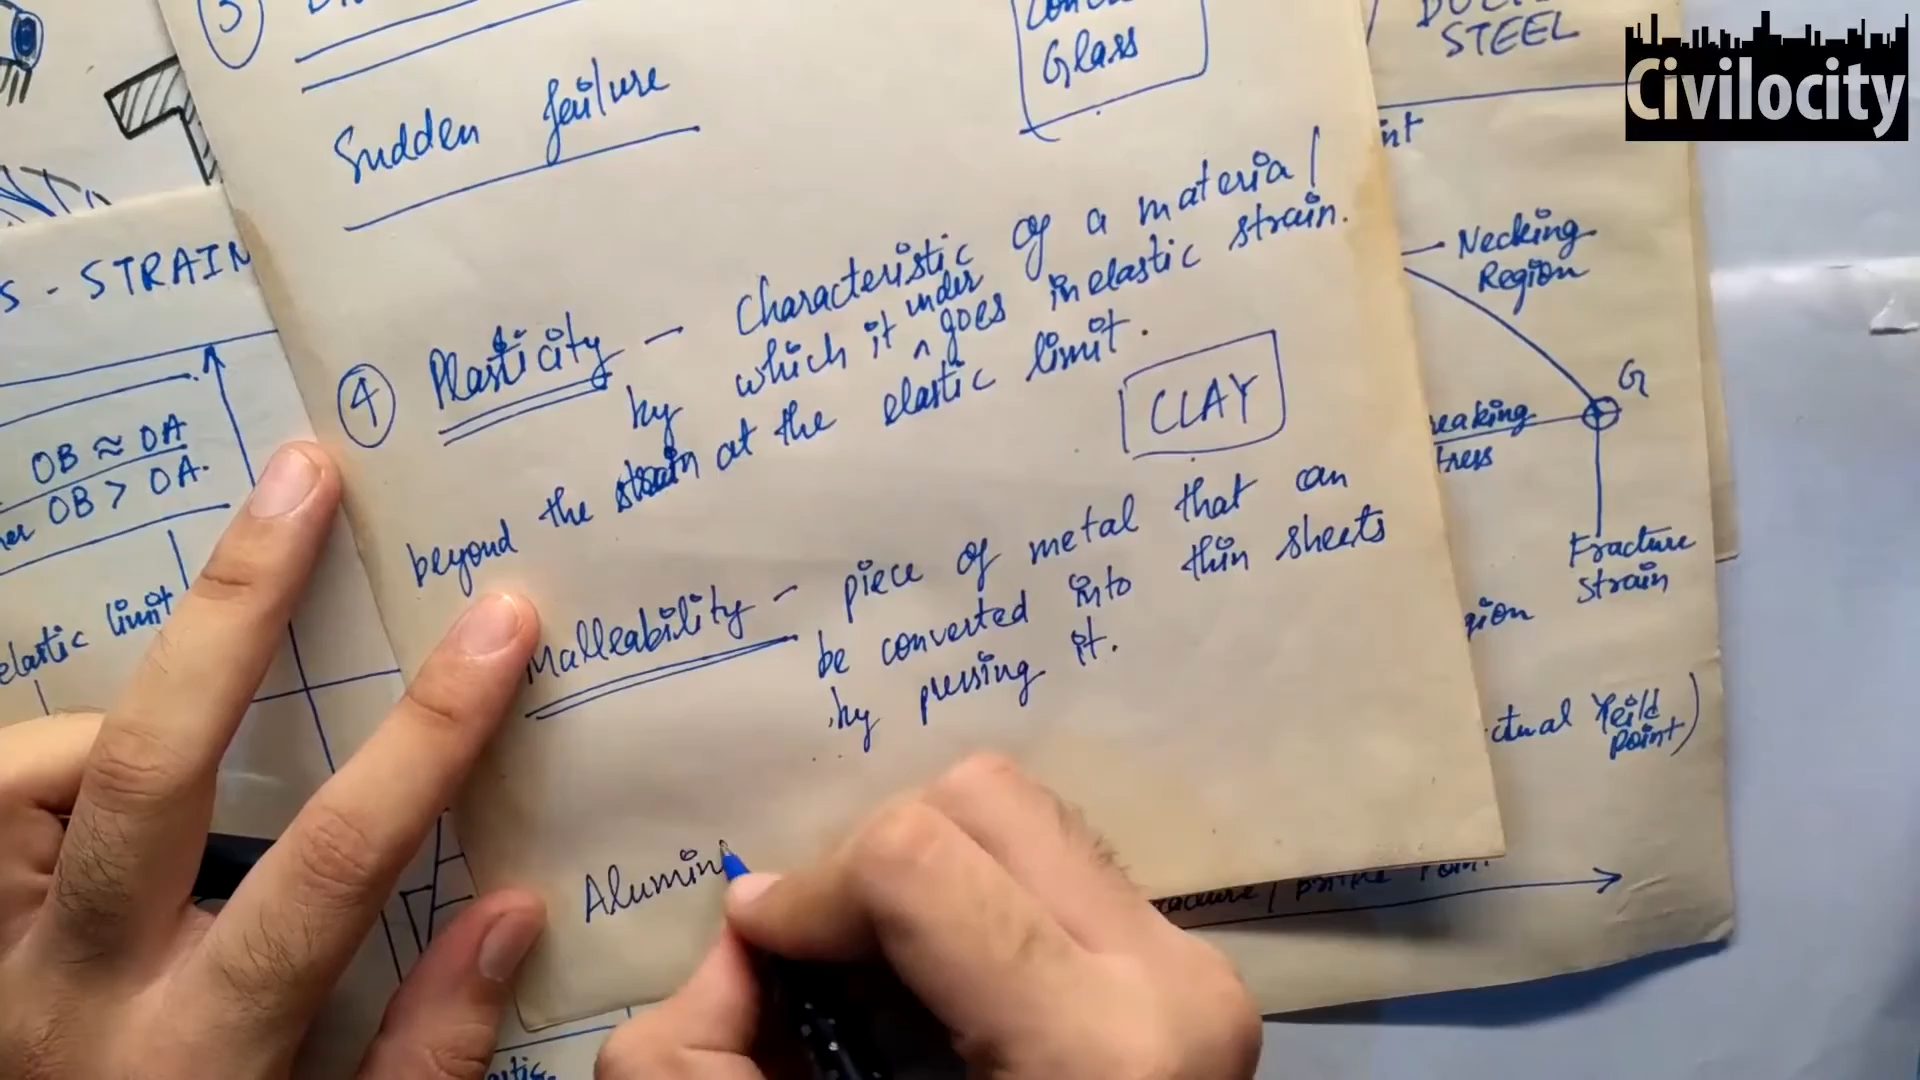 3
Sudden failure
Glass
4 Plasticity - characteristic of a material
by which it under goes inelastic strain.
beyond the strain at the elastic limit.
CLAY
Malleability - piece of metal that can
be converted into thin sheets
by pressing it.
Alumin
S - STRAIN
OB ≈ OA
OB > OA.
elastic limit
STEEL
Necking
Region
G
Fracture
strain
Yeild
point)
Civilocity